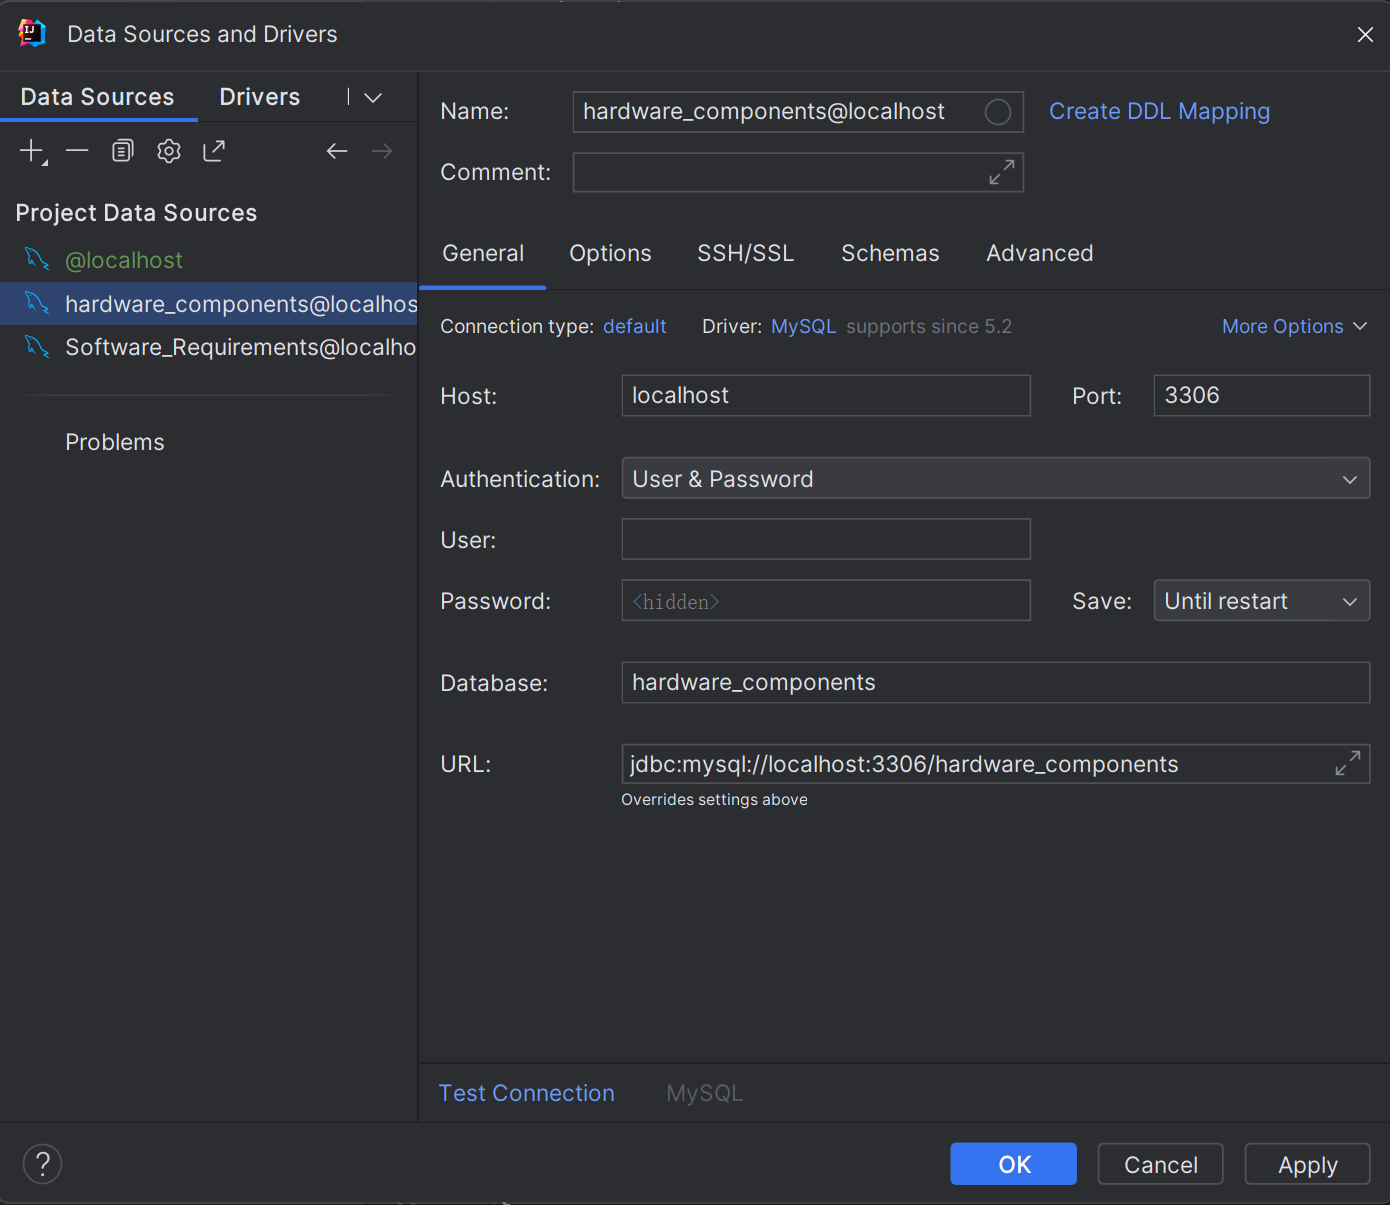 Data Sources and Drivers
Data Sources
Drivers
Project Data Sources
@localhost
hardware_components@localhos
Software_Requirements@localho
Problems
Name:
hardware_components@localhost
Create DDL Mapping
Comment:
General
Options
SSH/SSL
Schemas
Advanced
Connection type: default
Driver: MySQL supports since 5.2
More Options
Host:
localhost
Port:
3306
Authentication:
User & Password
User:
Password:
<hidden>
Save:
Until restart
Database:
hardware_components
URL:
jdbc:mysql://localhost:3306/hardware_components
Overrides settings above
Test Connection
MySQL
?
OK
Cancel
Apply